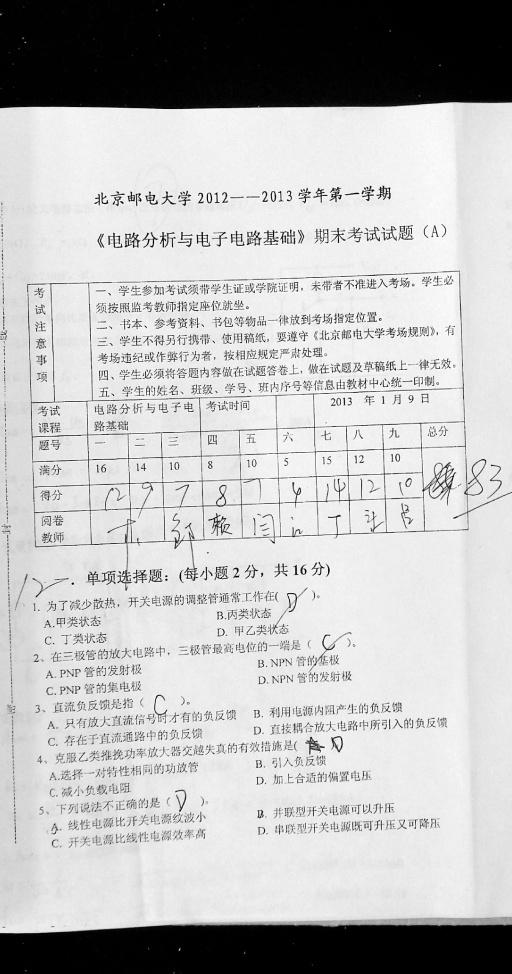 北京邮电大学 2012——2013 学年第一学期
《电路分析与电子电路基础》期末考试试题（A）
考试注意事项
一、学生参加考试须带学生证或学院证明，未带者不准进入考场。学生必
须按照监考教师指定座位就坐。
二、书本、参考资料、书包等物品一律放到考场指定位置。
三、学生不得另行携带、使用稿纸，要遵守《北京邮电大学考场规则》，有
考场违纪或作弊行为者，按相应规定严肃处理。
四、学生必须将答题内容做在试题答卷上，做在试题及草稿纸上一律无效。
五、学生的姓名、班级、学号、班内序号等信息由教材中心统一印制。
考试课程 电路分析与电子电路基础 考试时间 2013 年 1 月 9 日
题号 一 二 三 四 五 六 七 八 九 总分
满分 16 14 10 8 10 5 15 12 10
得分 12 9 7 8 7 4 14 12 10 83
阅卷教师 赖 闫 丁
12
一. 单项选择题：(每小题 2 分，共 16 分)
1. 为了减少散热，开关电源的调整管通常工作在( D )。
A.甲类状态 B.丙类状态
C. 丁类状态 D. 甲乙类状态
2、在三极管的放大电路中，三极管最高电位的一端是（ C ）。
A. PNP 管的发射极 B. NPN 管的基极
C. PNP 管的集电极 D. NPN 管的发射极
3、直流负反馈是指（ C ）。
A. 只有放大直流信号时才有的负反馈 B. 利用电源内阻产生的负反馈
C. 存在于直流通路中的负反馈 D. 直接耦合放大电路中所引入的负反馈
4、克服乙类推挽功率放大器交越失真的有效措施是( D
A.选择一对特性相同的功放管 B. 引入负反馈
C. 减小负载电阻 D. 加上合适的偏置电压
5、下列说法不正确的是（ D ）。
A. 线性电源比开关电源纹波小 B. 并联型开关电源可以升压
C. 开关电源比线性电源效率高 D. 串联型开关电源既可升压又可降压